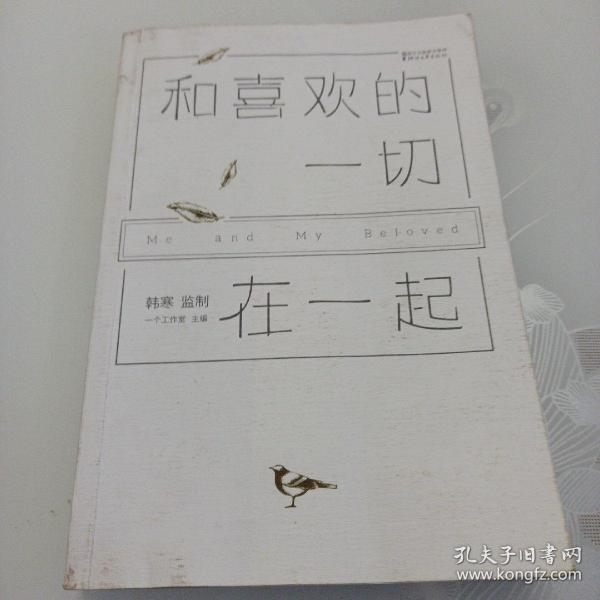 和喜欢的
一切
Me and My Beloved
韩寒 监制
一个工作室 主编
在一起
孔夫子旧书网
www.kongfz.com